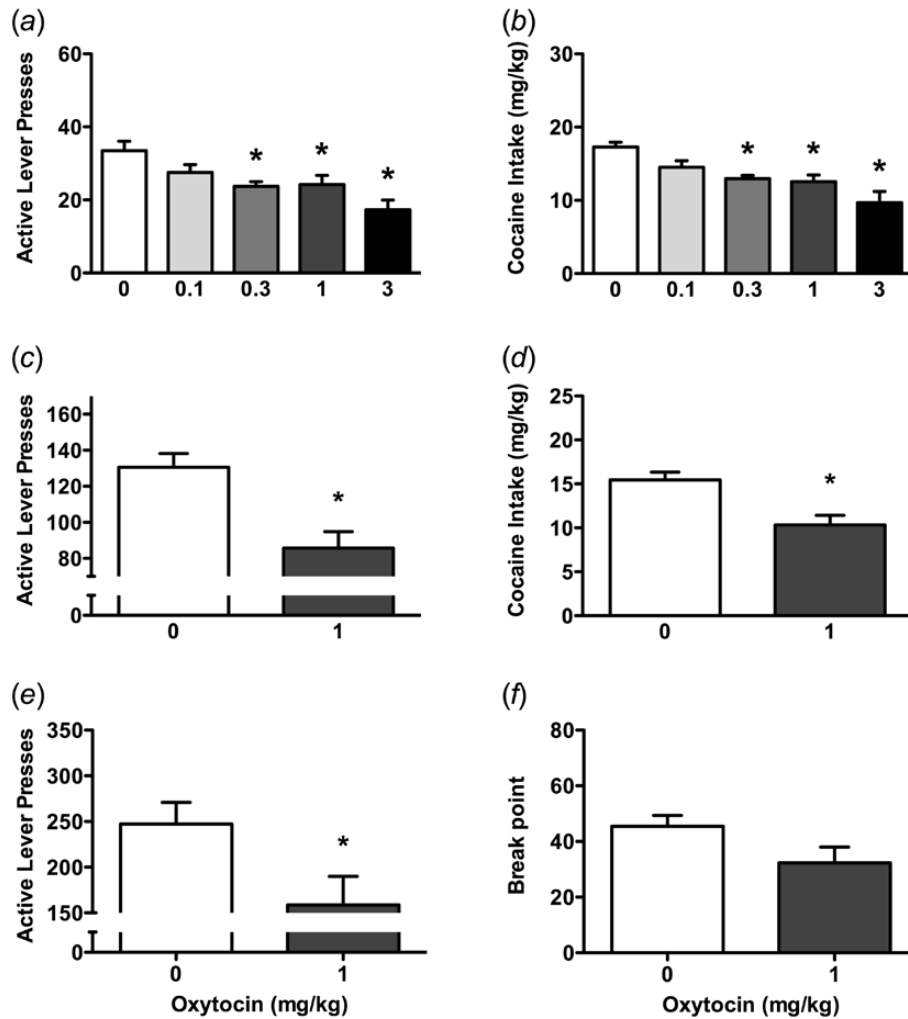 (a)
Active Lever Presses
60
40
20
0
*
*
*
0 0.1 0.3 1 3
(b)
Cocaine Intake (mg/kg)
30
20
10
0
*
*
*
0 0.1 0.3 1 3
(c)
Active Lever Presses
160
140
120
100
80
0
*
0 1
(d)
Cocaine Intake (mg/kg)
25
20
15
10
5
0
*
0 1
(e)
Active Lever Presses
350
300
250
200
150
0
*
0 1
Oxytocin (mg/kg)
(f)
Break point
80
60
40
20
0
0 1
Oxytocin (mg/kg)